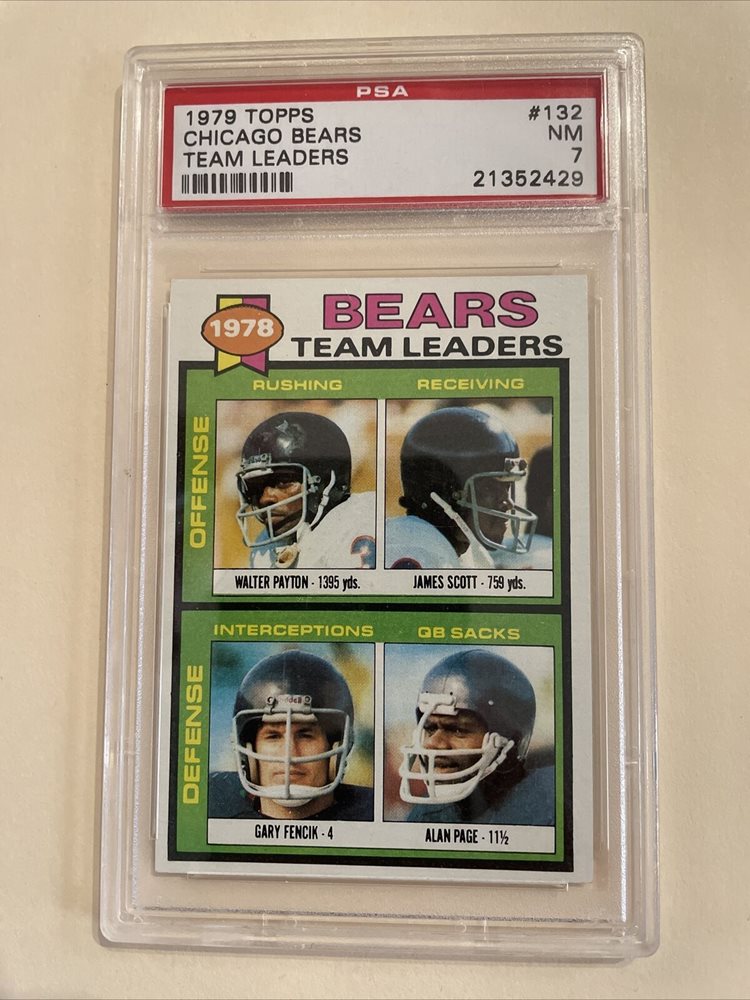 PSA
1979 TOPPS #132
CHICAGO BEARS NM
TEAM LEADERS 7
21352429
1978
BEARS
TEAM LEADERS
OFFENSE
RUSHING RECEIVING
WALTER PAYTON - 1395 yds. JAMES SCOTT - 759 yds.
DEFENSE
INTERCEPTIONS QB SACKS
GARY FENCIK - 4 ALAN PAGE - 11½